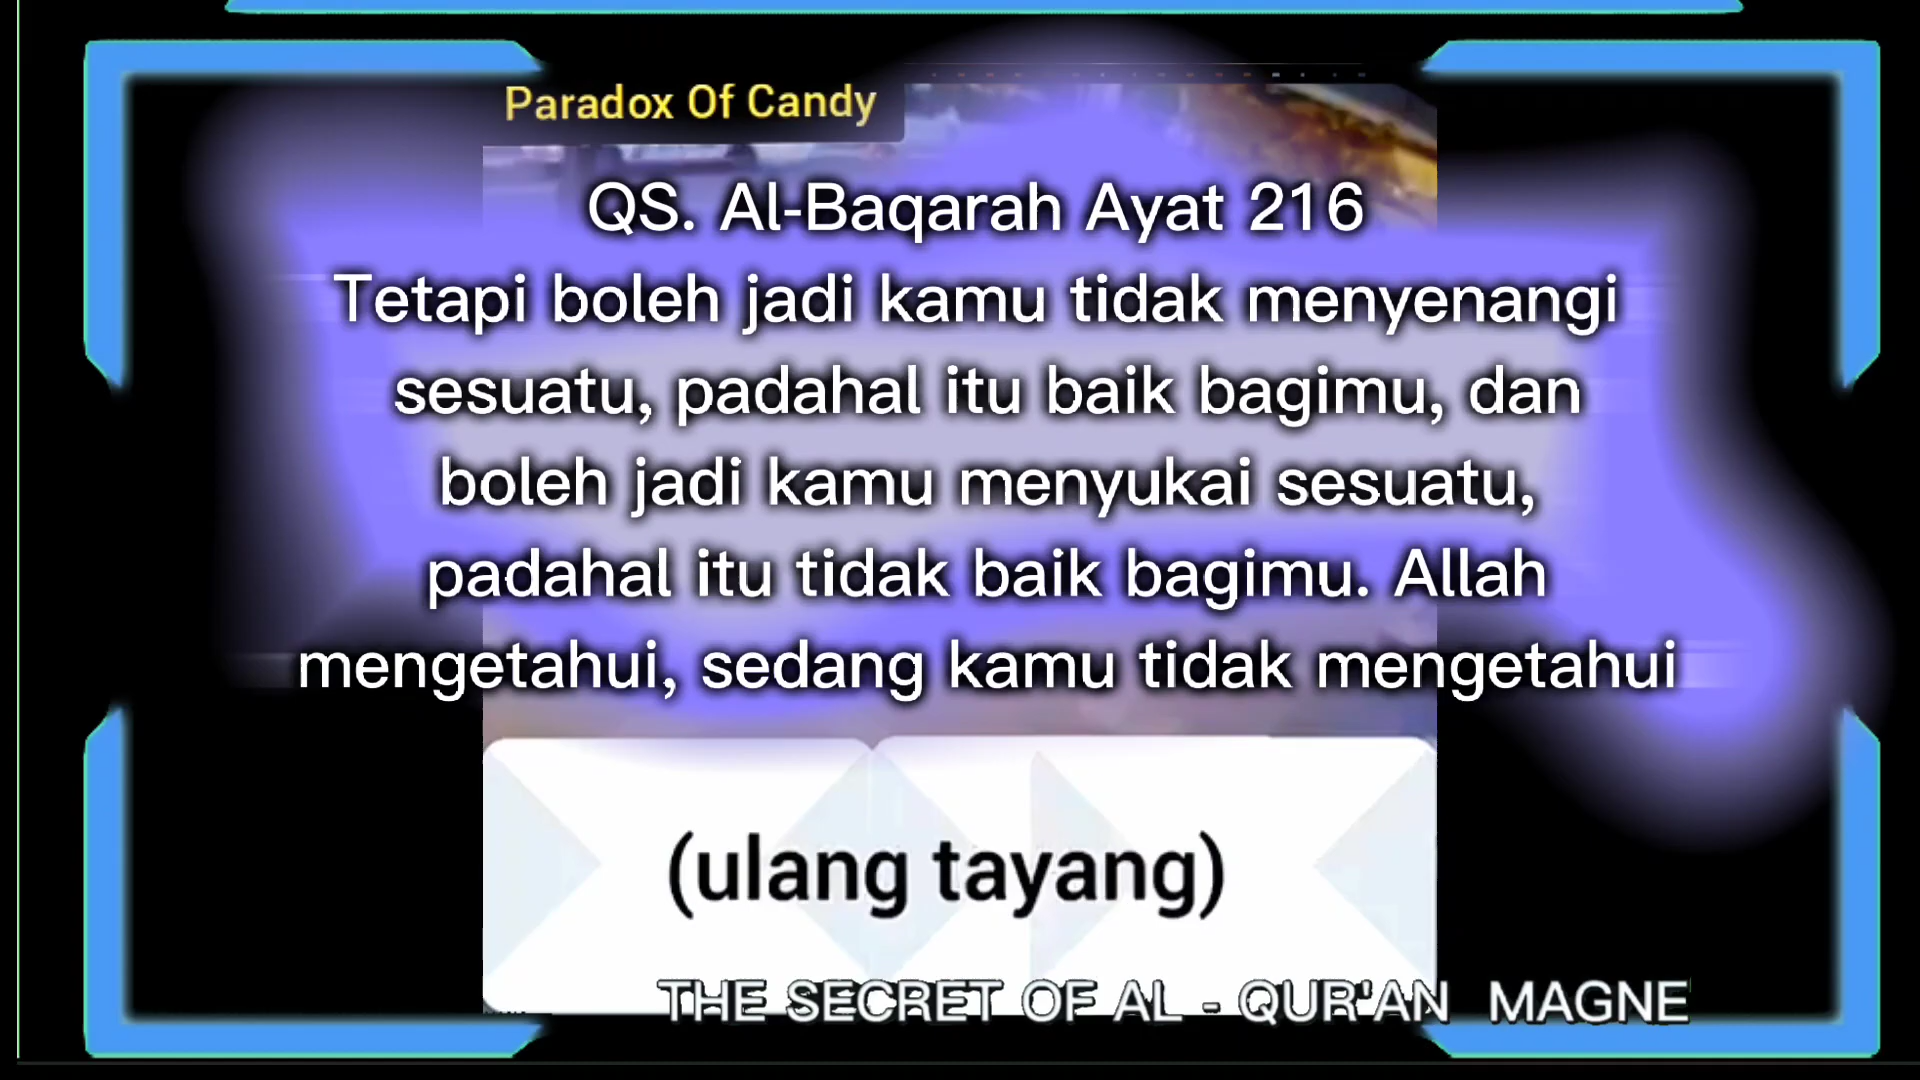 Paradox Of Candy
QS. Al-Baqarah Ayat 216
Tetapi boleh jadi kamu tidak menyenangi
sesuatu, padahal itu baik bagimu, dan
boleh jadi kamu menyukai sesuatu,
padahal itu tidak baik bagimu. Allah
mengetahui, sedang kamu tidak mengetahui
(ulang tayang)
THE SECRET OF AL - QUR'AN MAGNE